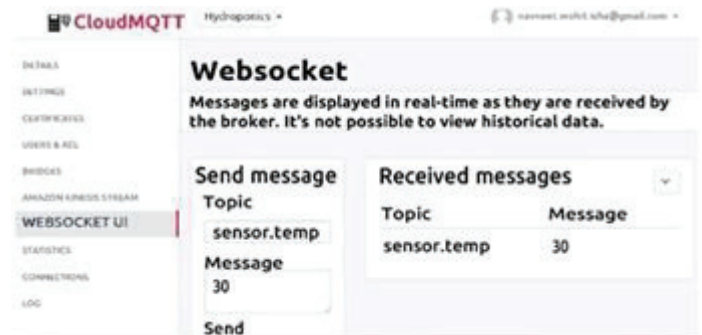 CloudMQTT
Hydroponics
DETAILS
SETTINGS
CERTIFICATES
USERS & ACL
BRIDGES
AMAZON KINESIS STREAM
WEBSOCKET UI
STATISTICS
CONNECTIONS
LOG
Websocket
Messages are displayed in real-time as they are received by
the broker. It's not possible to view historical data.
Send message
Topic
sensor.temp
Message
30
Send
Received messages
Topic Message
sensor.temp 30